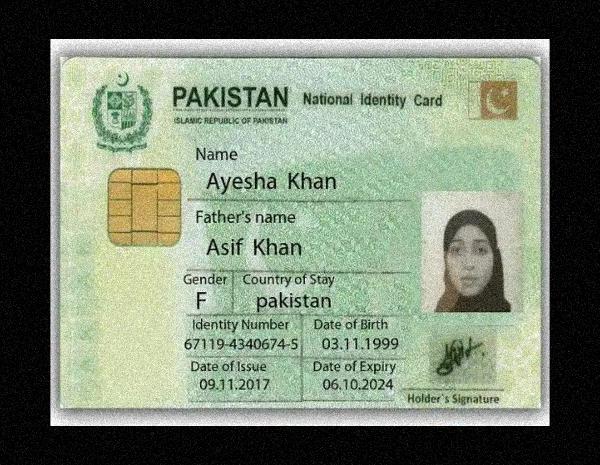 PAKISTAN National Identity Card
ISLAMIC REPUBLIC OF PAKISTAN
Name
Ayesha Khan
Father's name
Asif Khan
Gender Country of Stay
F pakistan
Identity Number Date of Birth
67119-4340674-5 03.11.1999
Date of Issue Date of Expiry
09.11.2017 06.10.2024
Holder`s Signature